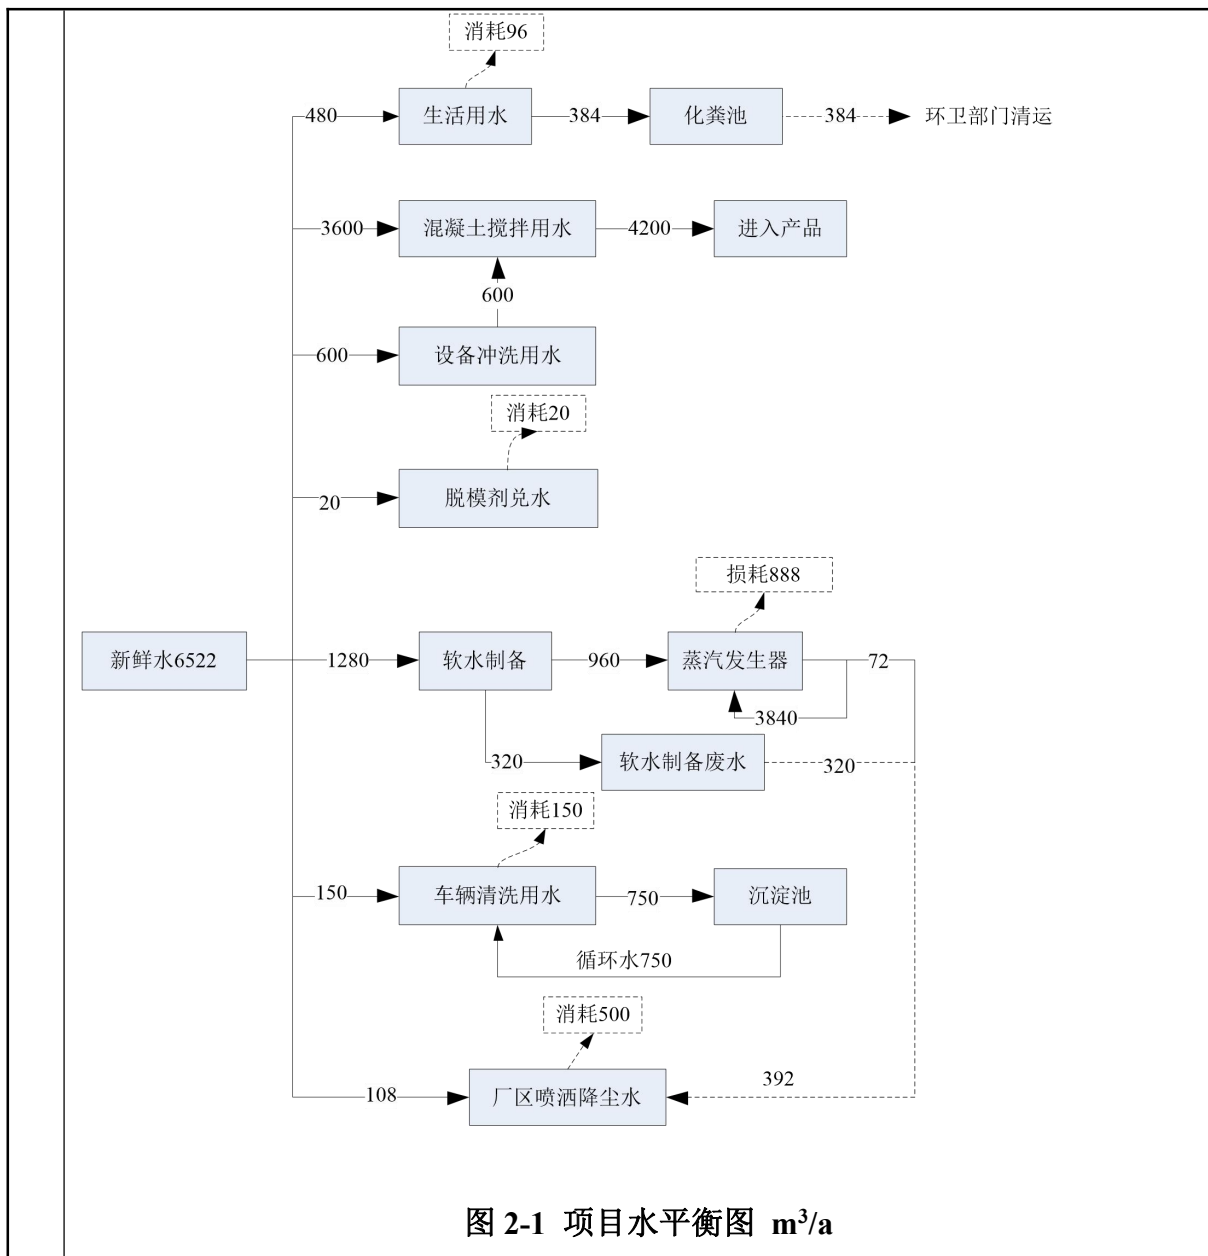 消耗96
480
生活用水
384
化粪池
384
环卫部门清运
3600
混凝土搅拌用水
4200
进入产品
600
600
设备冲洗用水
消耗20
20
脱模剂兑水
损耗888
新鲜水6522
1280
软水制备
960
蒸汽发生器
72
3840
320
软水制备废水
320
消耗150
150
车辆清洗用水
750
沉淀池
循环水750
消耗500
108
厂区喷洒降尘水
392
图 2-1 项目水平衡图 m³/a